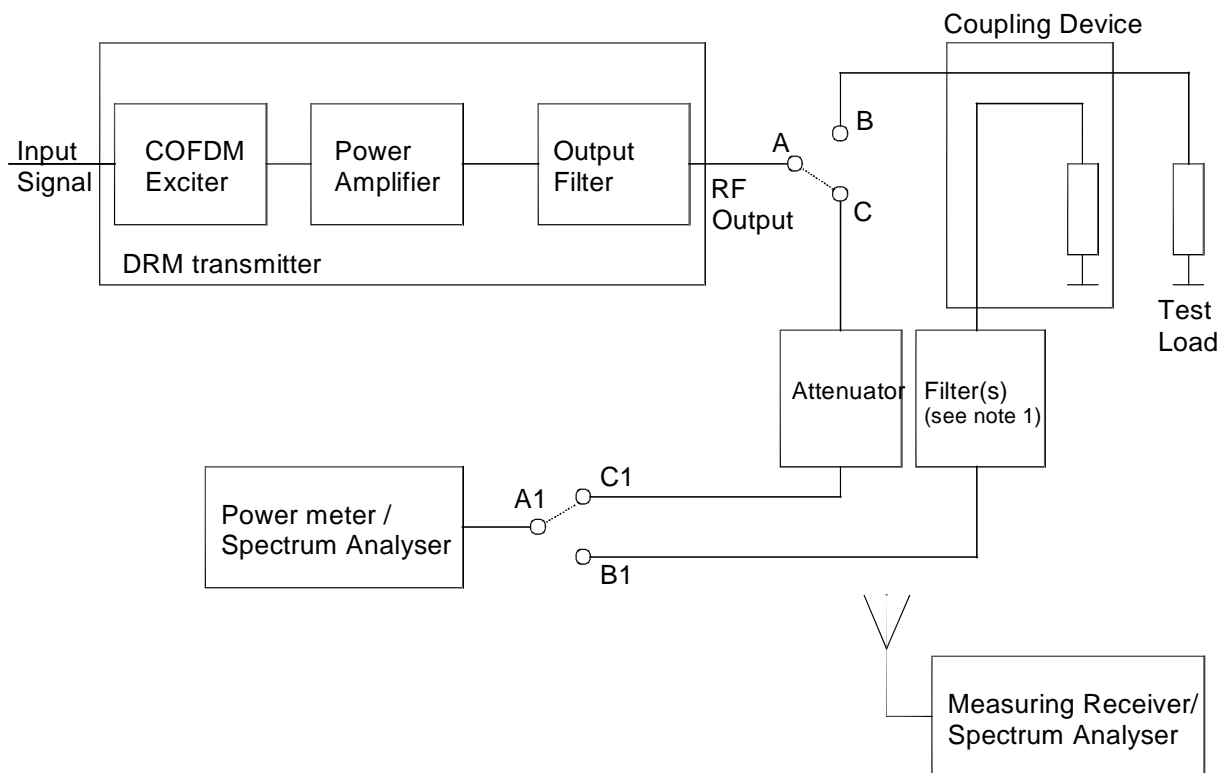 Coupling Device
Input
Signal
COFDM
Exciter
Power
Amplifier
Output
Filter
DRM transmitter
RF
Output
A
B
C
Test
Load
Attenuator
Filter(s)
(see note 1)
Power meter /
Spectrum Analyser
A1
C1
B1
Measuring Receiver/
Spectrum Analyser